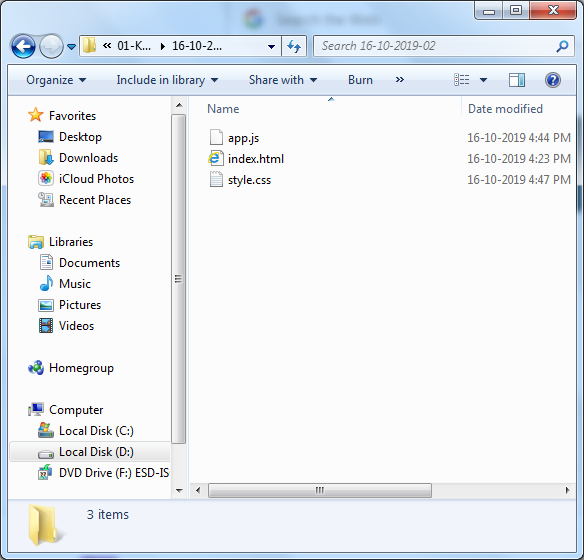 Search the Web
« 01-K... 16-10-2...
Search 16-10-2019-02
Organize Include in library Share with Burn »
Name Date modified
app.js 16-10-2019 4:44 PM
index.html 16-10-2019 4:23 PM
style.css 16-10-2019 4:47 PM
Favorites
Desktop
Downloads
iCloud Photos
Recent Places
Libraries
Documents
Music
Pictures
Videos
Homegroup
Computer
Local Disk (C:)
Local Disk (D:)
DVD Drive (F:) ESD-IS
3 items